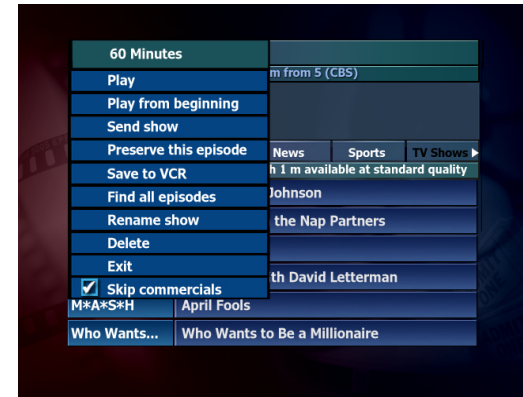 60 Minutes
m from 5 (CBS)
Play
Play from beginning
Send show
Preserve this episode
News Sports TV Shows
Save to VCR
h 1 m available at standard quality
Find all episodes
Johnson
Rename show
the Nap Partners
Delete
Exit
th David Letterman
Skip commercials
M*A*S*H April Fools
Who Wants... Who Wants to Be a Millionaire